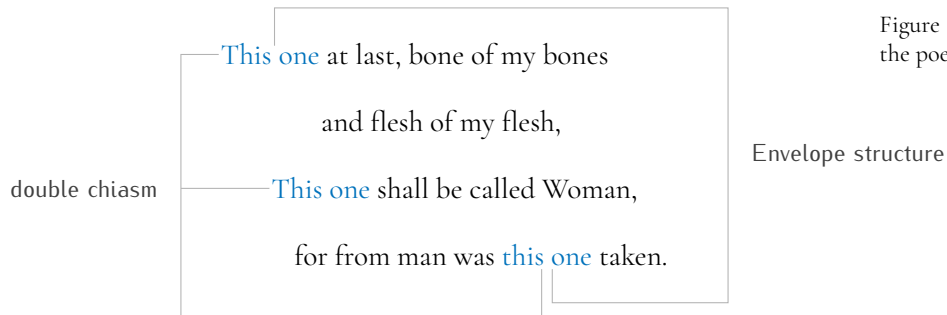 Figure
the poe
This one at last, bone of my bones
and flesh of my flesh,
Envelope structure
double chiasm
This one shall be called Woman,
for from man was this one taken.